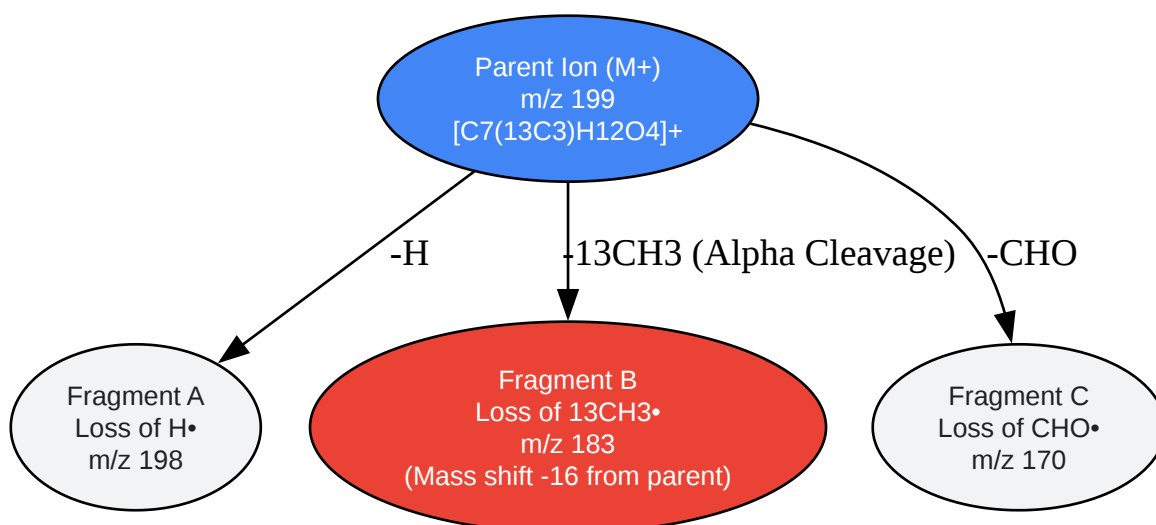 Parent Ion (M+)
m/z 199
[C7(13C3)H12O4]+
-H
-13CH3 (Alpha Cleavage)
-CHO
Fragment A
Loss of H•
m/z 198
Fragment B
Loss of 13CH3•
m/z 183
(Mass shift -16 from parent)
Fragment C
Loss of CHO•
m/z 170